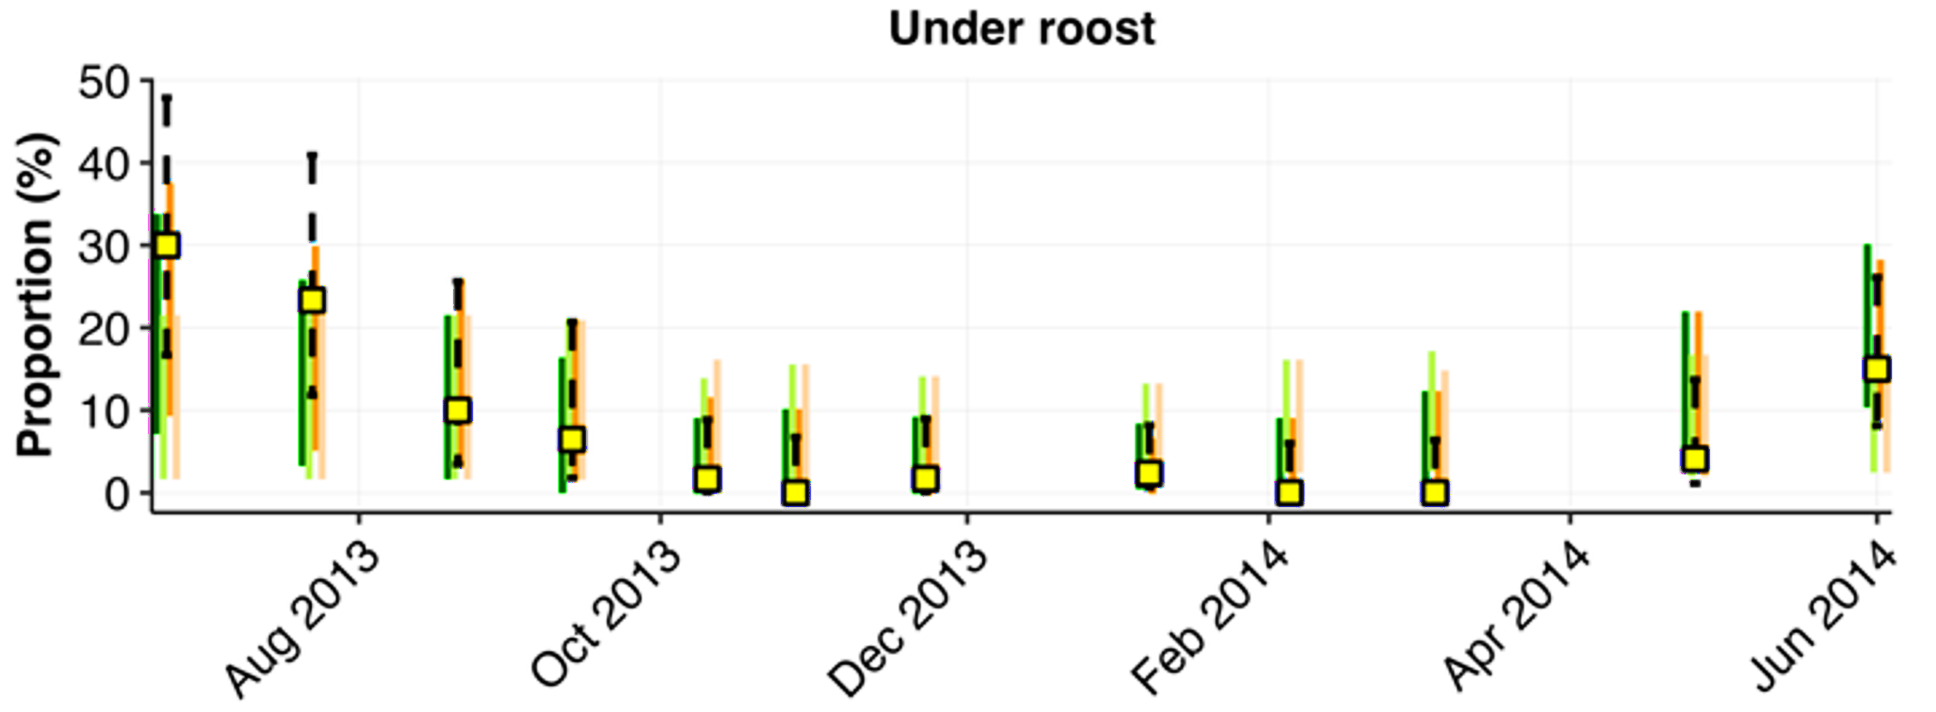 Under roost
Proportion (%)
50
40
30
20
10
0
Aug 2013
Oct 2013
Dec 2013
Feb 2014
Apr 2014
Jun 2014